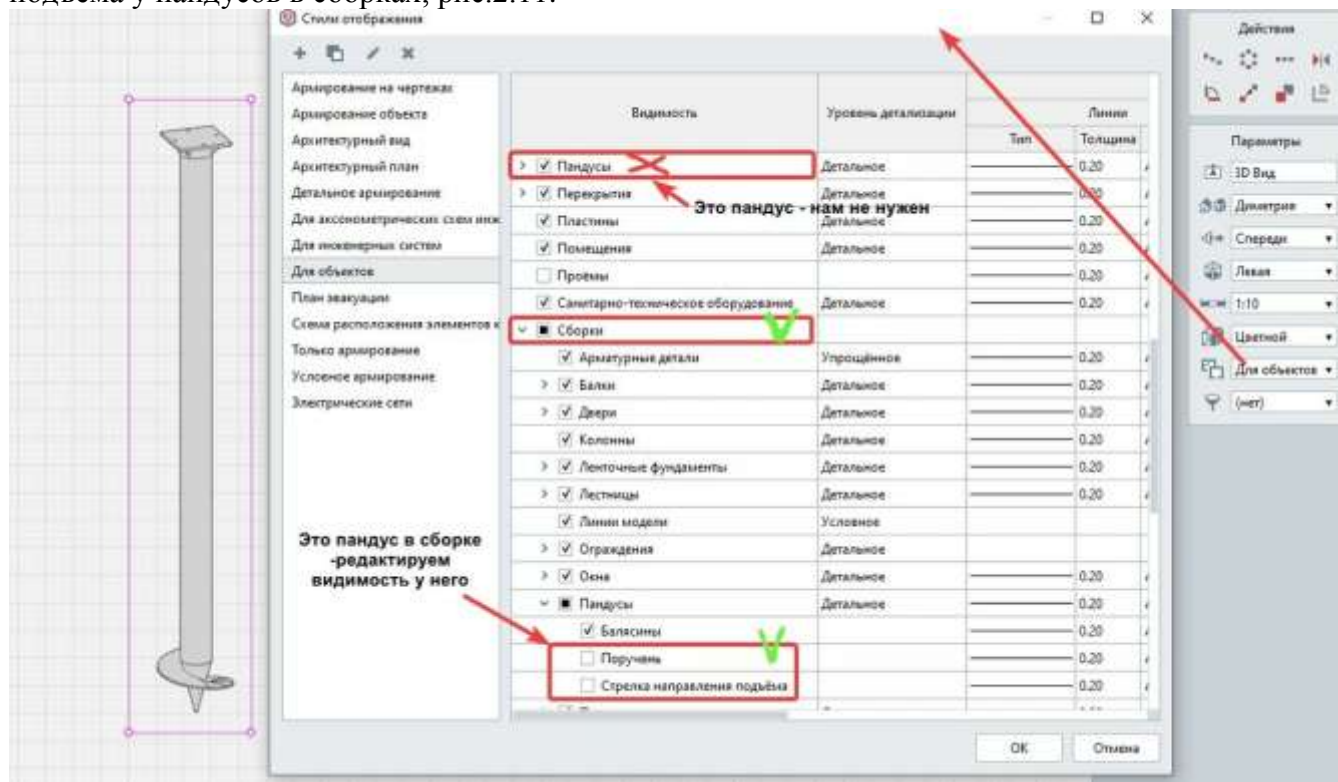 подъема у пандусов в сборках, рис.2.11.
Стили отображения
Действия
Армирование на чертежах
Армирование объекта
Архитектурный вид
Архитектурный план
Детальное армирование
Для аксонометрических схем инж
Для инженерных систем
Для объектов
План эвакуации
Схема расположения элементов к
Только армирование
Условное армирование
Электрические сети
Видимость
Уровень детализации
Линии
Тип
Толщина
Пандусы Детальное 0.20
Перекрытия Детальное 0.20
Пластины Детальное 0.20
Помещения Детальное 0.20
Проёмы 0.20
Санитарно-техническое оборудование Детальное 0.20
Сборки
Арматурные детали Упрощённое 0.20
Балки Детальное 0.20
Двери Детальное 0.20
Колонны Детальное 0.20
Ленточные фундаменты Детальное 0.20
Лестницы Детальное 0.20
Линии модели Условное
Ограждения Детальное
Окна Детальное 0.20
Пандусы Детальное 0.20
Балясины 0.20
Поручень 0.20
Стрелка направления подъёма 0.20
Это пандус - нам не нужен
Это пандус в сборке
-редактируем
видимость у него
Параметры
3D Вид
Диметрия
Спереди
Левая
1:10
Цветной
Для объектов
(нет)
ОК
Отмена